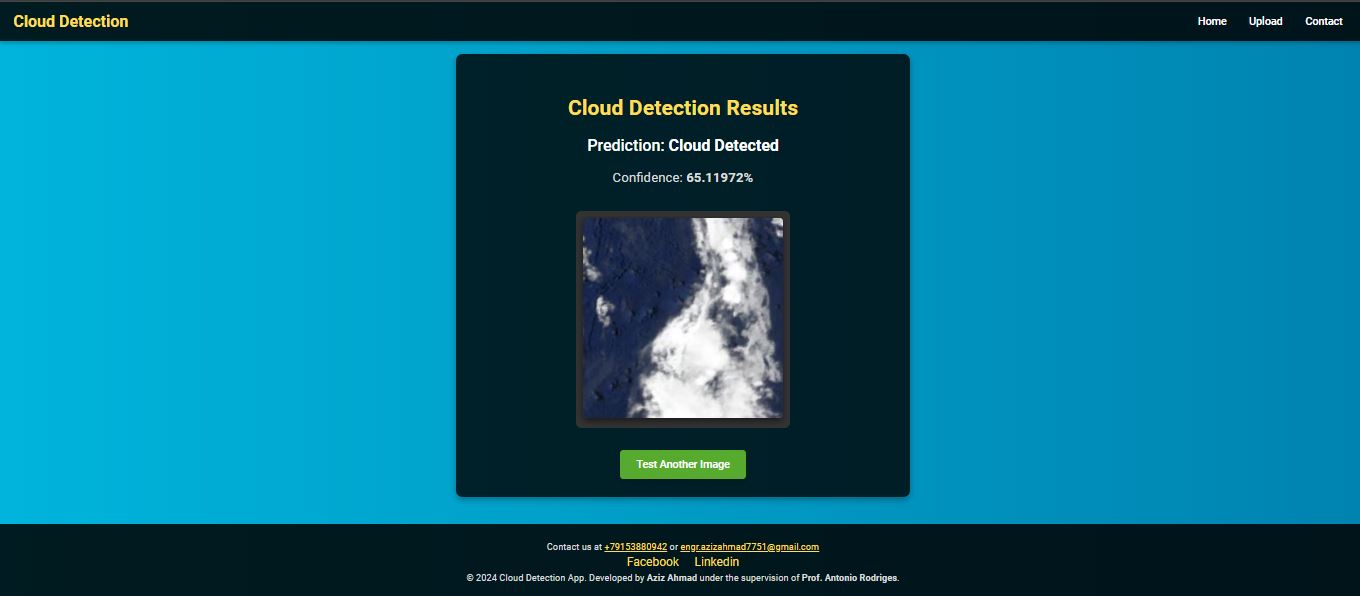 Cloud Detection
Home Upload Contact
Cloud Detection Results
Prediction: Cloud Detected
Confidence: 65.11972%
Test Another Image
Contact us at +79153880942 or engr.azizahmad7751@gmail.com
Facebook Linkedin
© 2024 Cloud Detection App. Developed by Aziz Ahmad under the supervision of Prof. Antonio Rodriges.